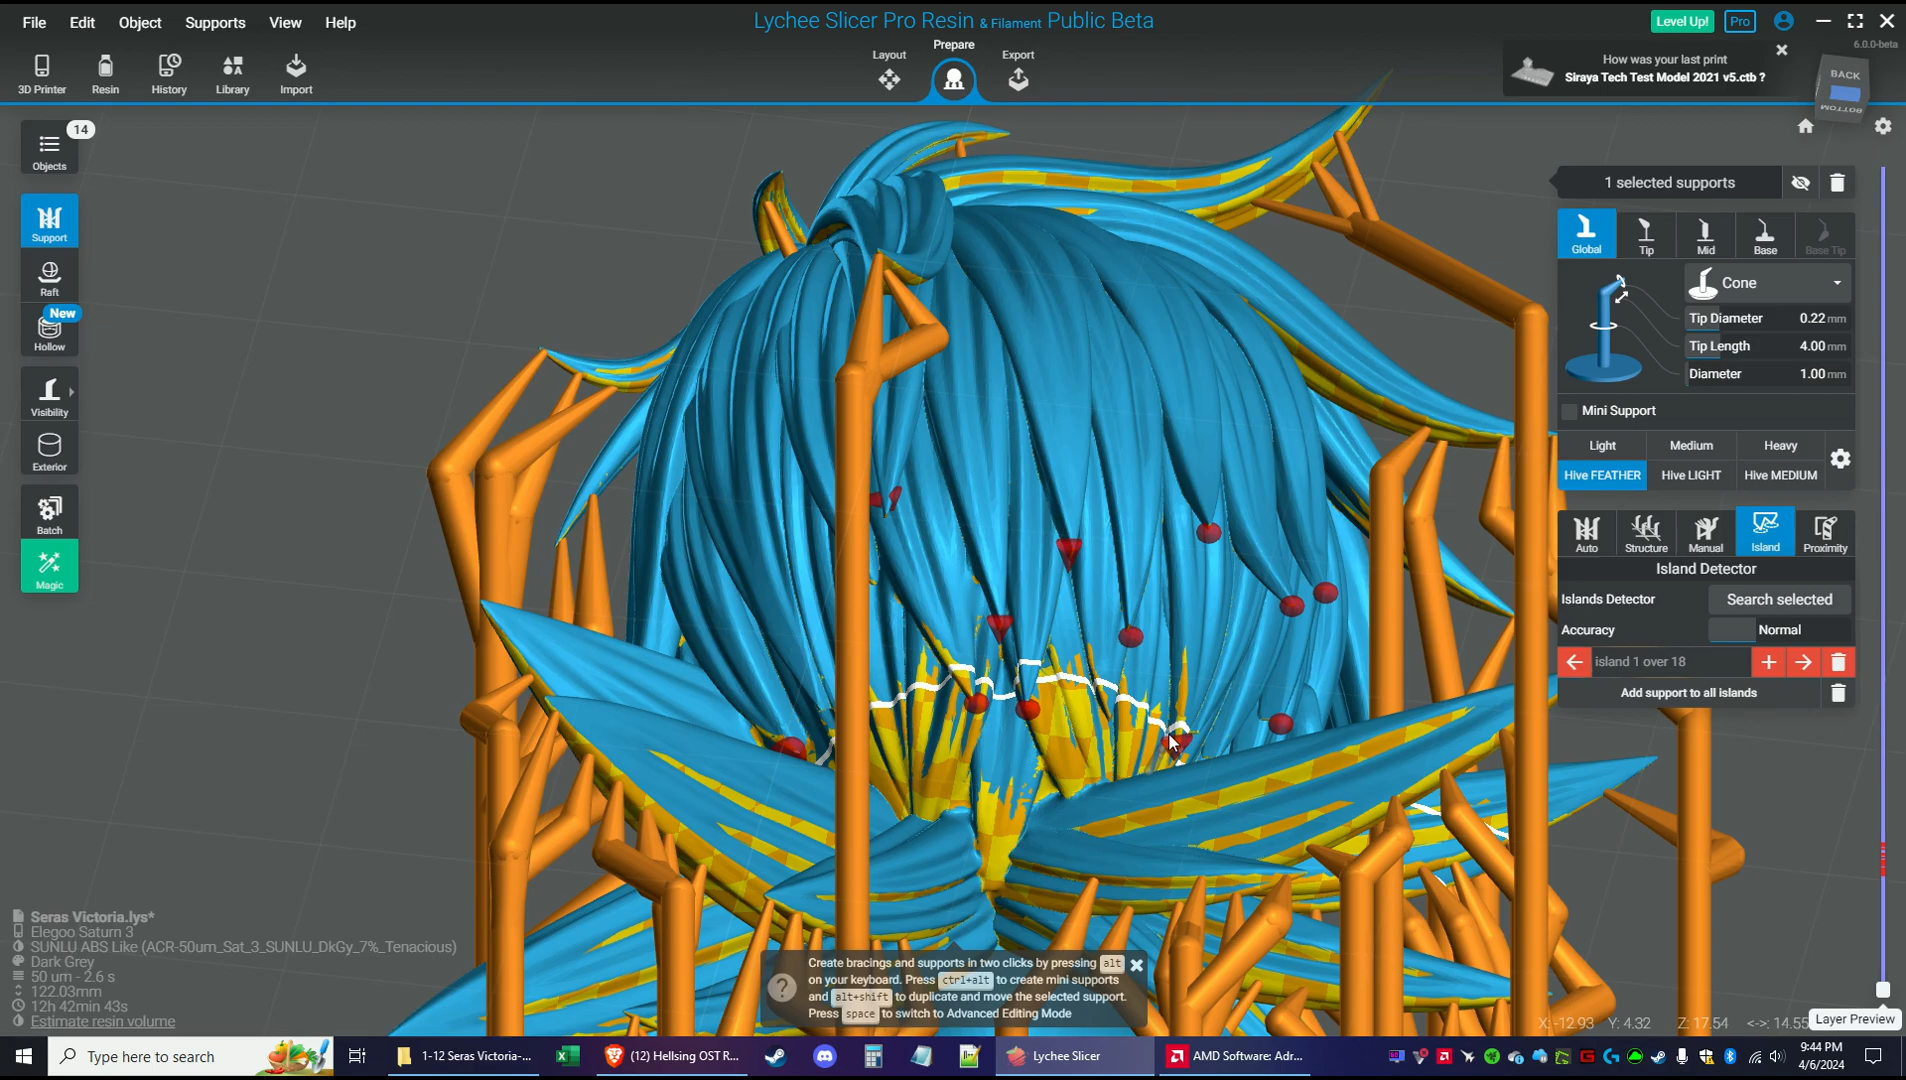 File Edit Object Supports View Help
Lychee Slicer Pro Resin & Filament Public Beta
Level Up! Pro
6.0.0-beta
3D Printer Resin History Library Import
Layout Prepare Export
How was your last print
Siraya Tech Test Model 2021 v5.ctb ?
BACK
BOTTOM
14
Objects
Support
Raft
New
Hollow
Visibility
Exterior
Batch
Magic
1 selected supports
Global Tip Mid Base Base Tip
Cone
Tip Diameter 0.22 mm
Tip Length 4.00 mm
Diameter 1.00 mm
Mini Support
Light Medium Heavy
Hive FEATHER Hive LIGHT Hive MEDIUM
Auto Structure Manual Island Proximity
Island Detector
Islands Detector Search selected
Accuracy Normal
island 1 over 18 +
Add support to all islands
Seras Victoria.lys*
Elegoo Saturn 3
SUNLU ABS Like (ACR-50um_Sat_3_SUNLU_DkGy_7%_Tenacious)
Dark Grey
50 um - 2.6 s
122.03mm
12h 42min 43s
Estimate resin volume
?
Create bracings and supports in two clicks by pressing alt
on your keyboard. Press ctrl+alt to create mini supports
and alt+shift to duplicate and move the selected support.
Press space to switch to Advanced Editing Mode
X: -12.93 Y: 4.32 Z: 17.54 <->: 14.55
Layer Preview
Type here to search
1-12 Seras Victoria-...
(12) Hellsing OST R...
Lychee Slicer
AMD Software: Adr...
9:44 PM
4/6/2024